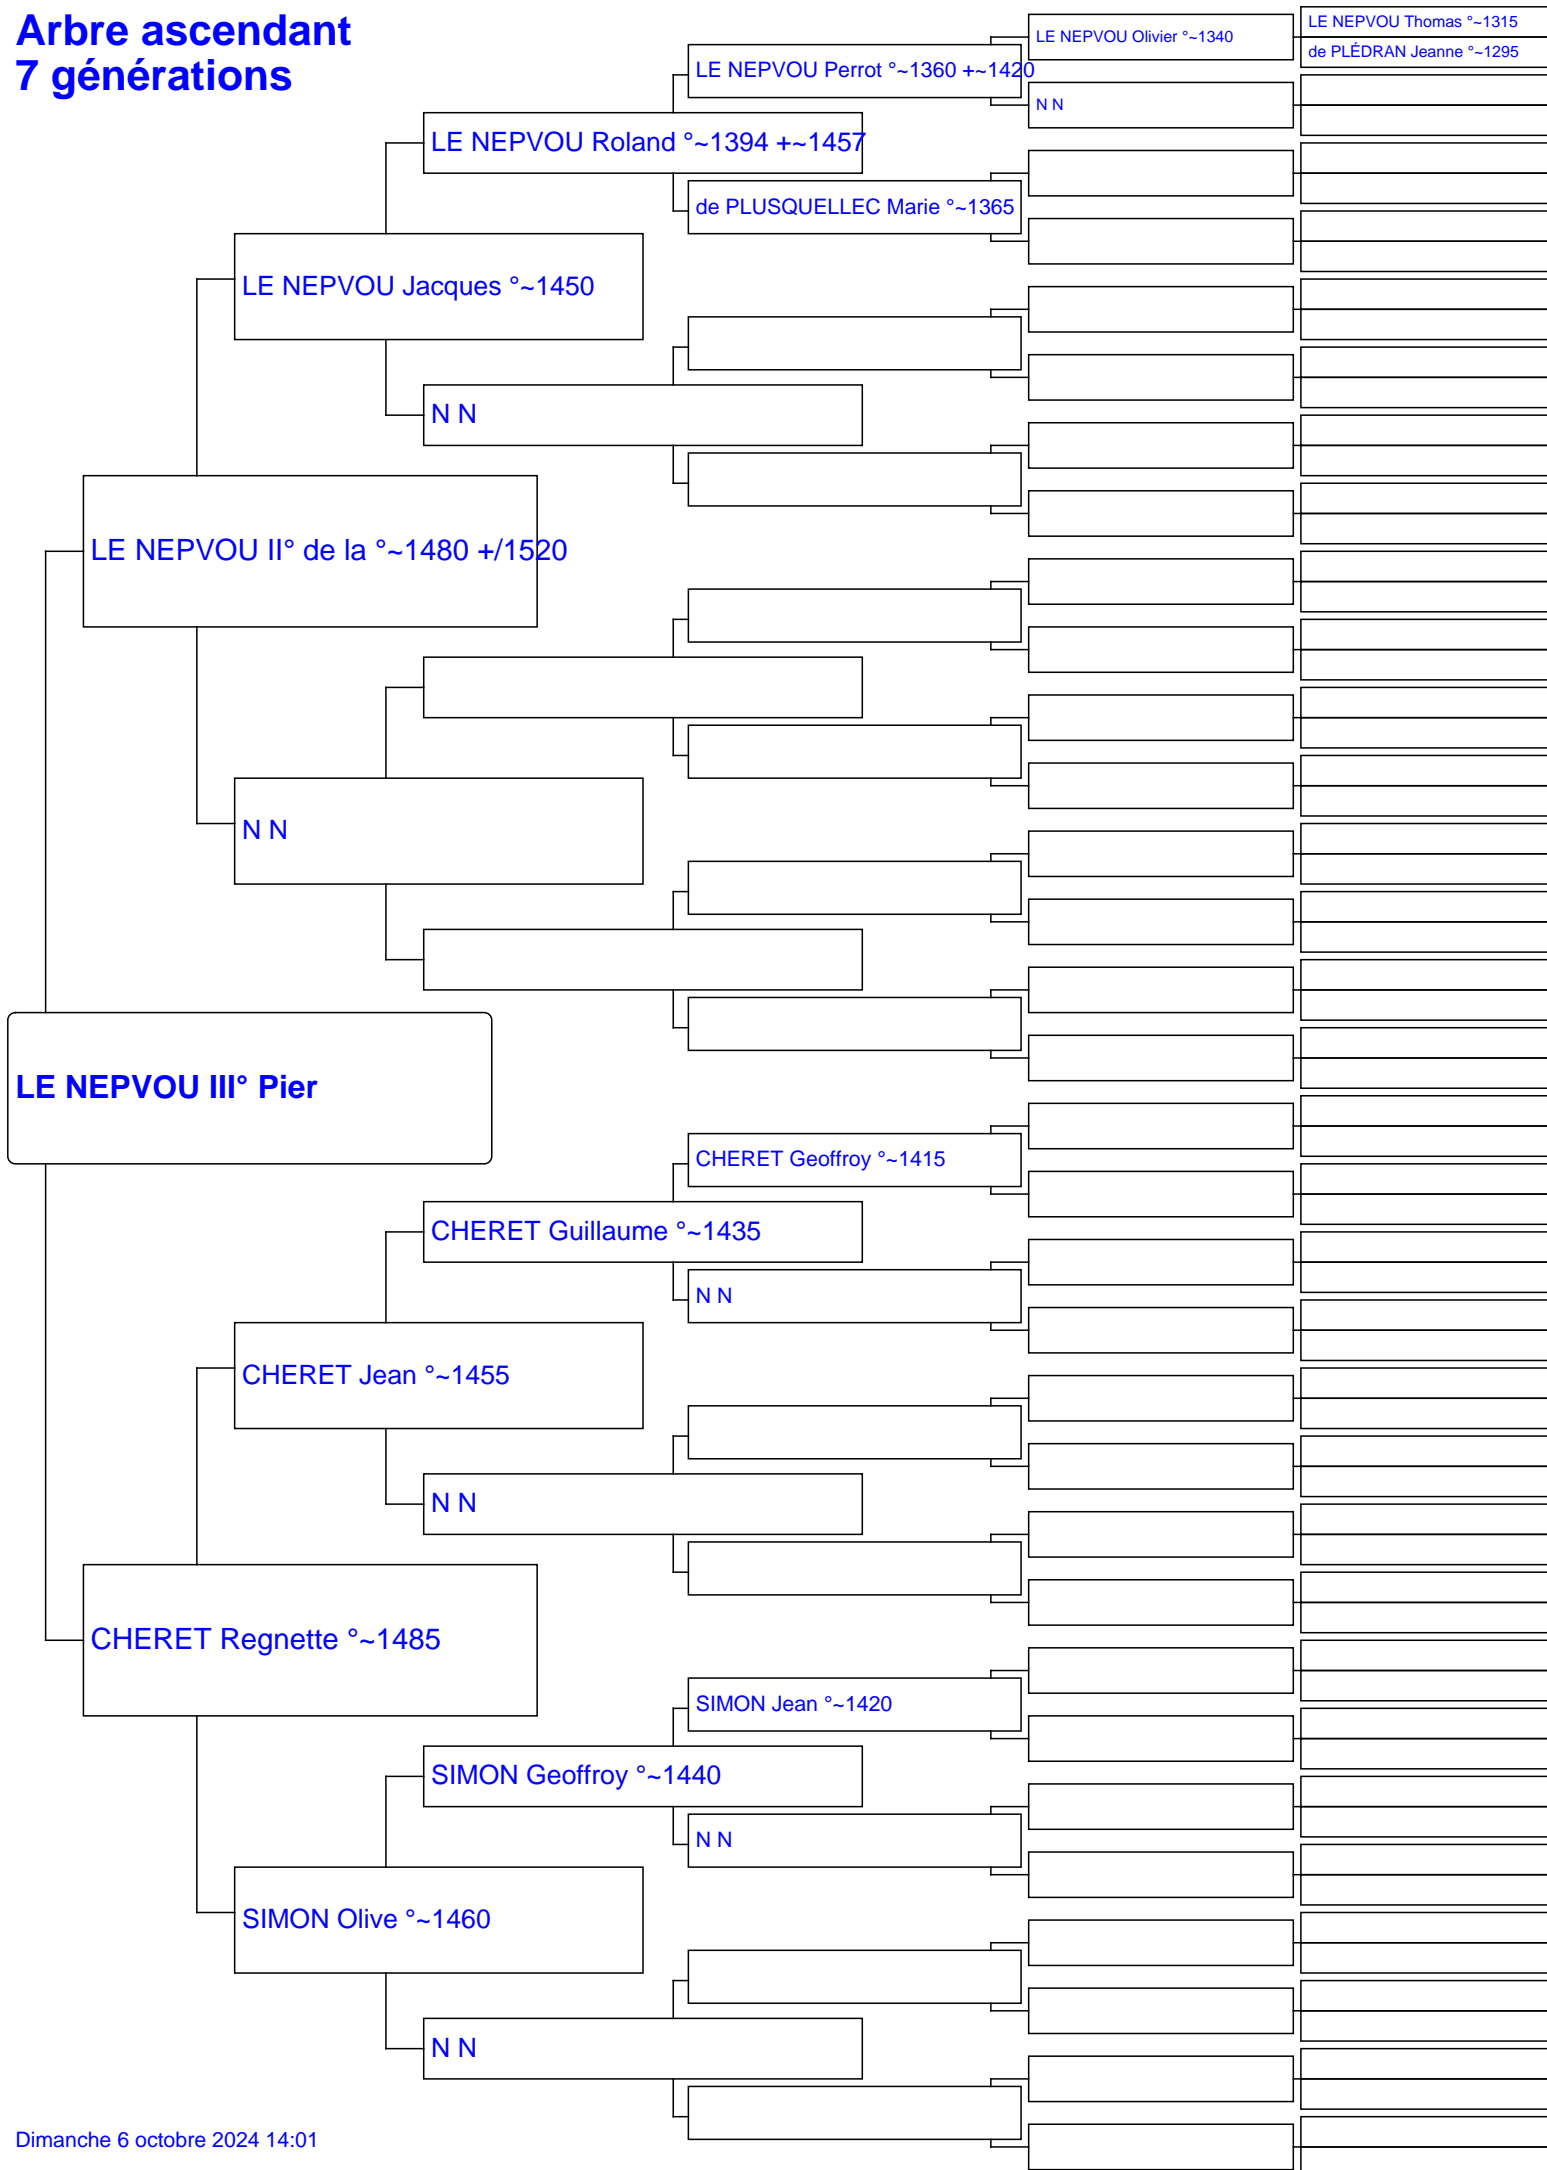 Arbre ascendant
7 générations
LE NEPVOU Thomas °~1315
LE NEPVOU Olivier °~1340
de PLÉDRAN Jeanne °~1295
LE NEPVOU Perrot °~1360 +~1420
N N
LE NEPVOU Roland °~1394 +~1457
de PLUSQUELLEC Marie °~1365
LE NEPVOU Jacques °~1450
N N
LE NEPVOU II° de la °~1480 +/1520
N N
LE NEPVOU III° Pier
CHERET Geoffroy °~1415
CHERET Guillaume °~1435
N N
CHERET Jean °~1455
N N
CHERET Regnette °~1485
SIMON Jean °~1420
SIMON Geoffroy °~1440
N N
SIMON Olive °~1460
N N
Dimanche 6 octobre 2024 14:01